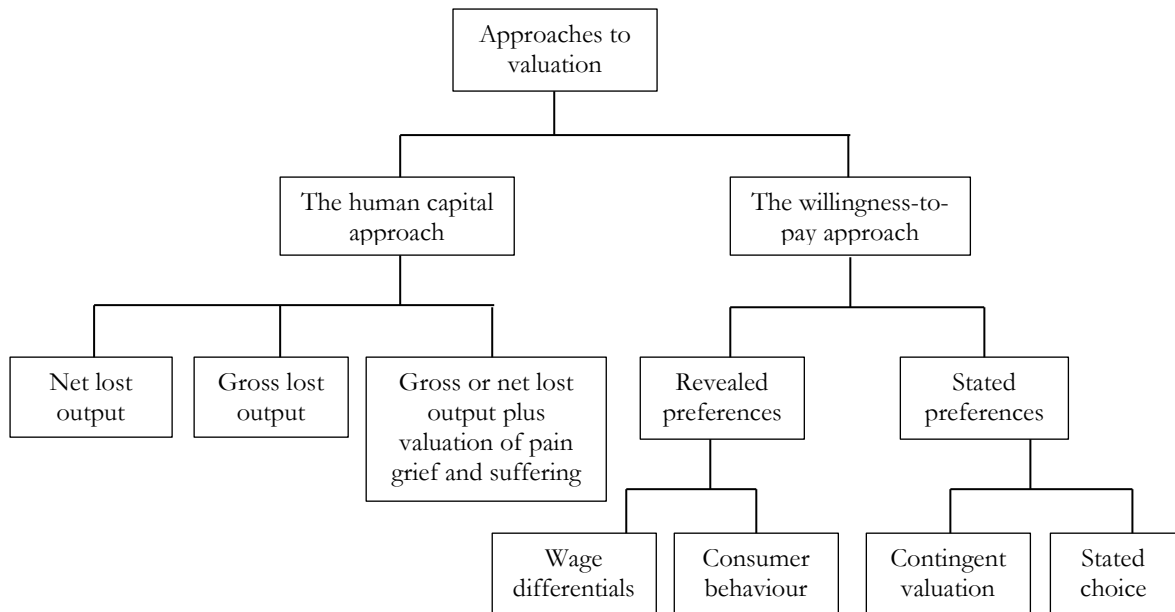 Approaches to
valuation
The human capital
approach
The willingness-to-
pay approach
Net lost
output
Gross lost
output
Gross or net lost
output plus
valuation of pain
grief and suffering
Revealed
preferences
Stated
preferences
Wage
differentials
Consumer
behaviour
Contingent
valuation
Stated
choice